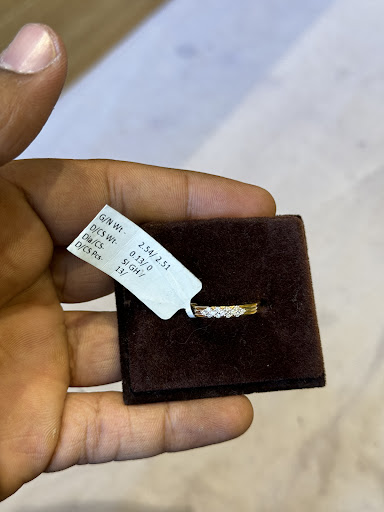 G/N Wt.- 2.54/ 2.51
D/CS Wt. 0.13/ 0
Dia/CS- SI GH/
D/CS Pcs- 13/